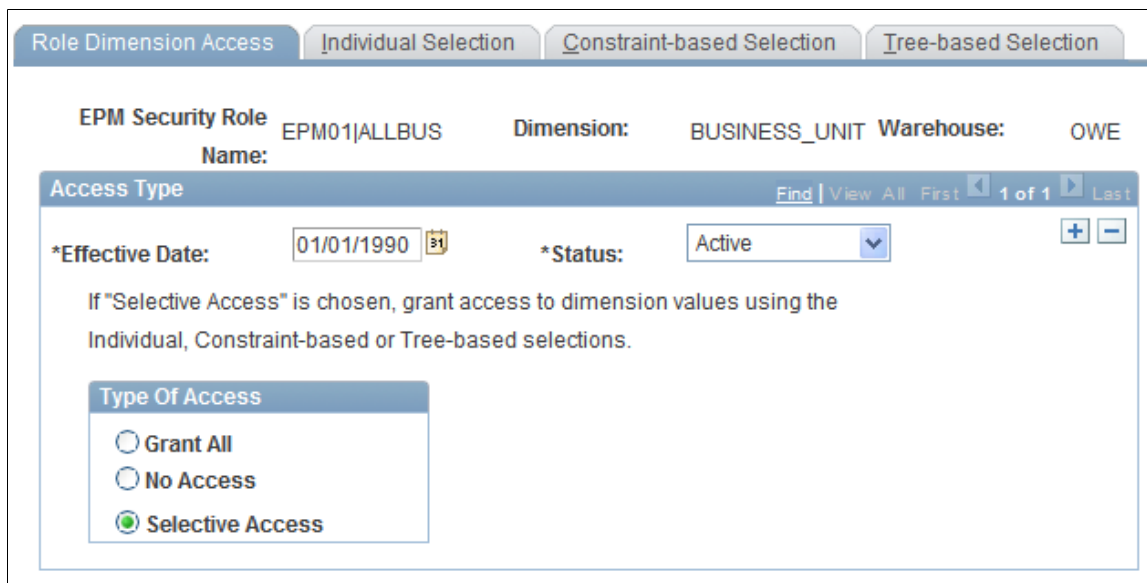 Role Dimension Access Individual Selection Constraint-based Selection Tree-based Selection
EPM Security Role Name: EPM01|ALLBUS Dimension: BUSINESS_UNIT Warehouse: OWE
Access Type Find | View All First 1 of 1 Last
*Effective Date: 01/01/1990 31 *Status: Active
If "Selective Access" is chosen, grant access to dimension values using the
Individual, Constraint-based or Tree-based selections.
Type Of Access
Grant All
No Access
Selective Access